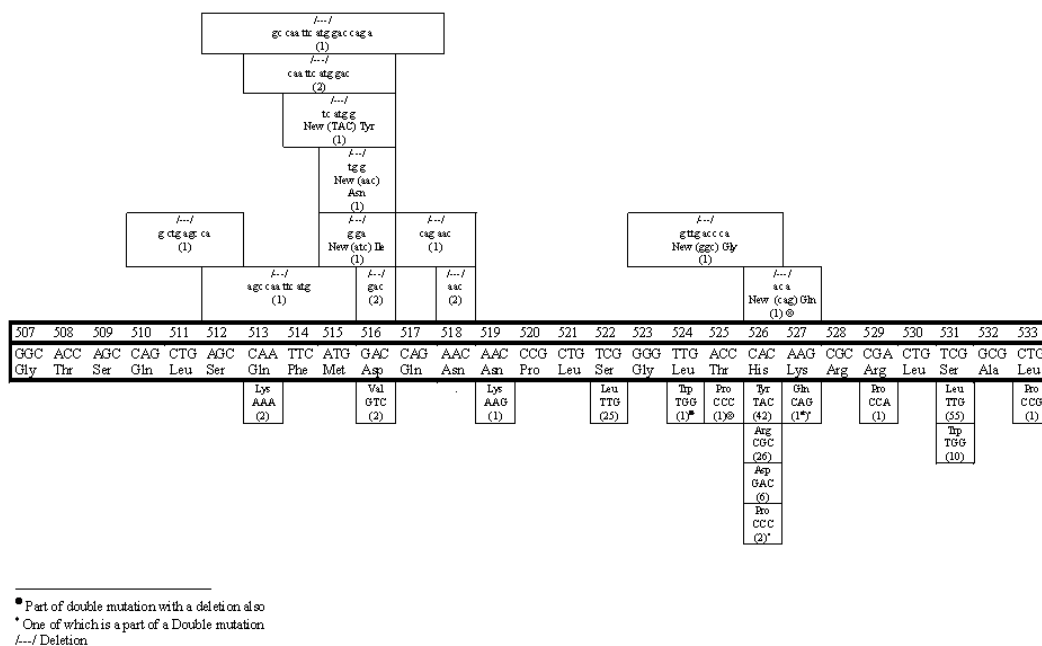 /---/
gc caa ttc atg gac cag a
(1)
/---/
caa ttc atg gac
(2)
/---/
tc atg g
New (TAC) Tyr
(1)
/---/
tg g
New (aac)
Asn
(1)
/---/
g ctg agc ca
(1)
/---/
g ga
New (atc) Ile
(1)
/---/
cag aac
(1)
/---/
g ttg acc ca
New (ggc) Gly
(1)
/---/
agc caa ttc atg
(1)
/---/
gac
(2)
/---/
aac
(2)
/---/
ac a
New (cag) Gln
(1) ⊗
507 508 509 510 511 512 513 514 515 516 517 518 519 520 521 522 523 524 525 526 527 528 529 530 531 532 533
GGC ACC AGC CAG CTG AGC CAA TTC ATG GAC CAG AAC AAC CCG CTG TCG GGG TTG ACC CAC AAG CGC CGA CTG TCG GCG CTG
Gly Thr Ser Gln Leu Ser Gln Phe Met Asp Gln Asn Asn Pro Leu Ser Gly Leu Thr His Lys Arg Arg Leu Ser Ala Leu
Lys
AAA
(2)
Val
GTC
(2)
Lys
AAG
(1)
Leu
TTG
(25)
Trp
TGG
(1)●
Pro
CCC
(1)⊗
Tyr
TAC
(42)
Arg
CGC
(26)
Asp
GAC
(6)
Pro
CCC
(2)*
Gln
CAG
(1*)*
Pro
CCA
(1)
Leu
TTG
(55)
Trp
TGG
(10)
Pro
CCG
(1)
● Part of double mutation with a deletion also
* One of which is a part of a Double mutation
/---/ Deletion